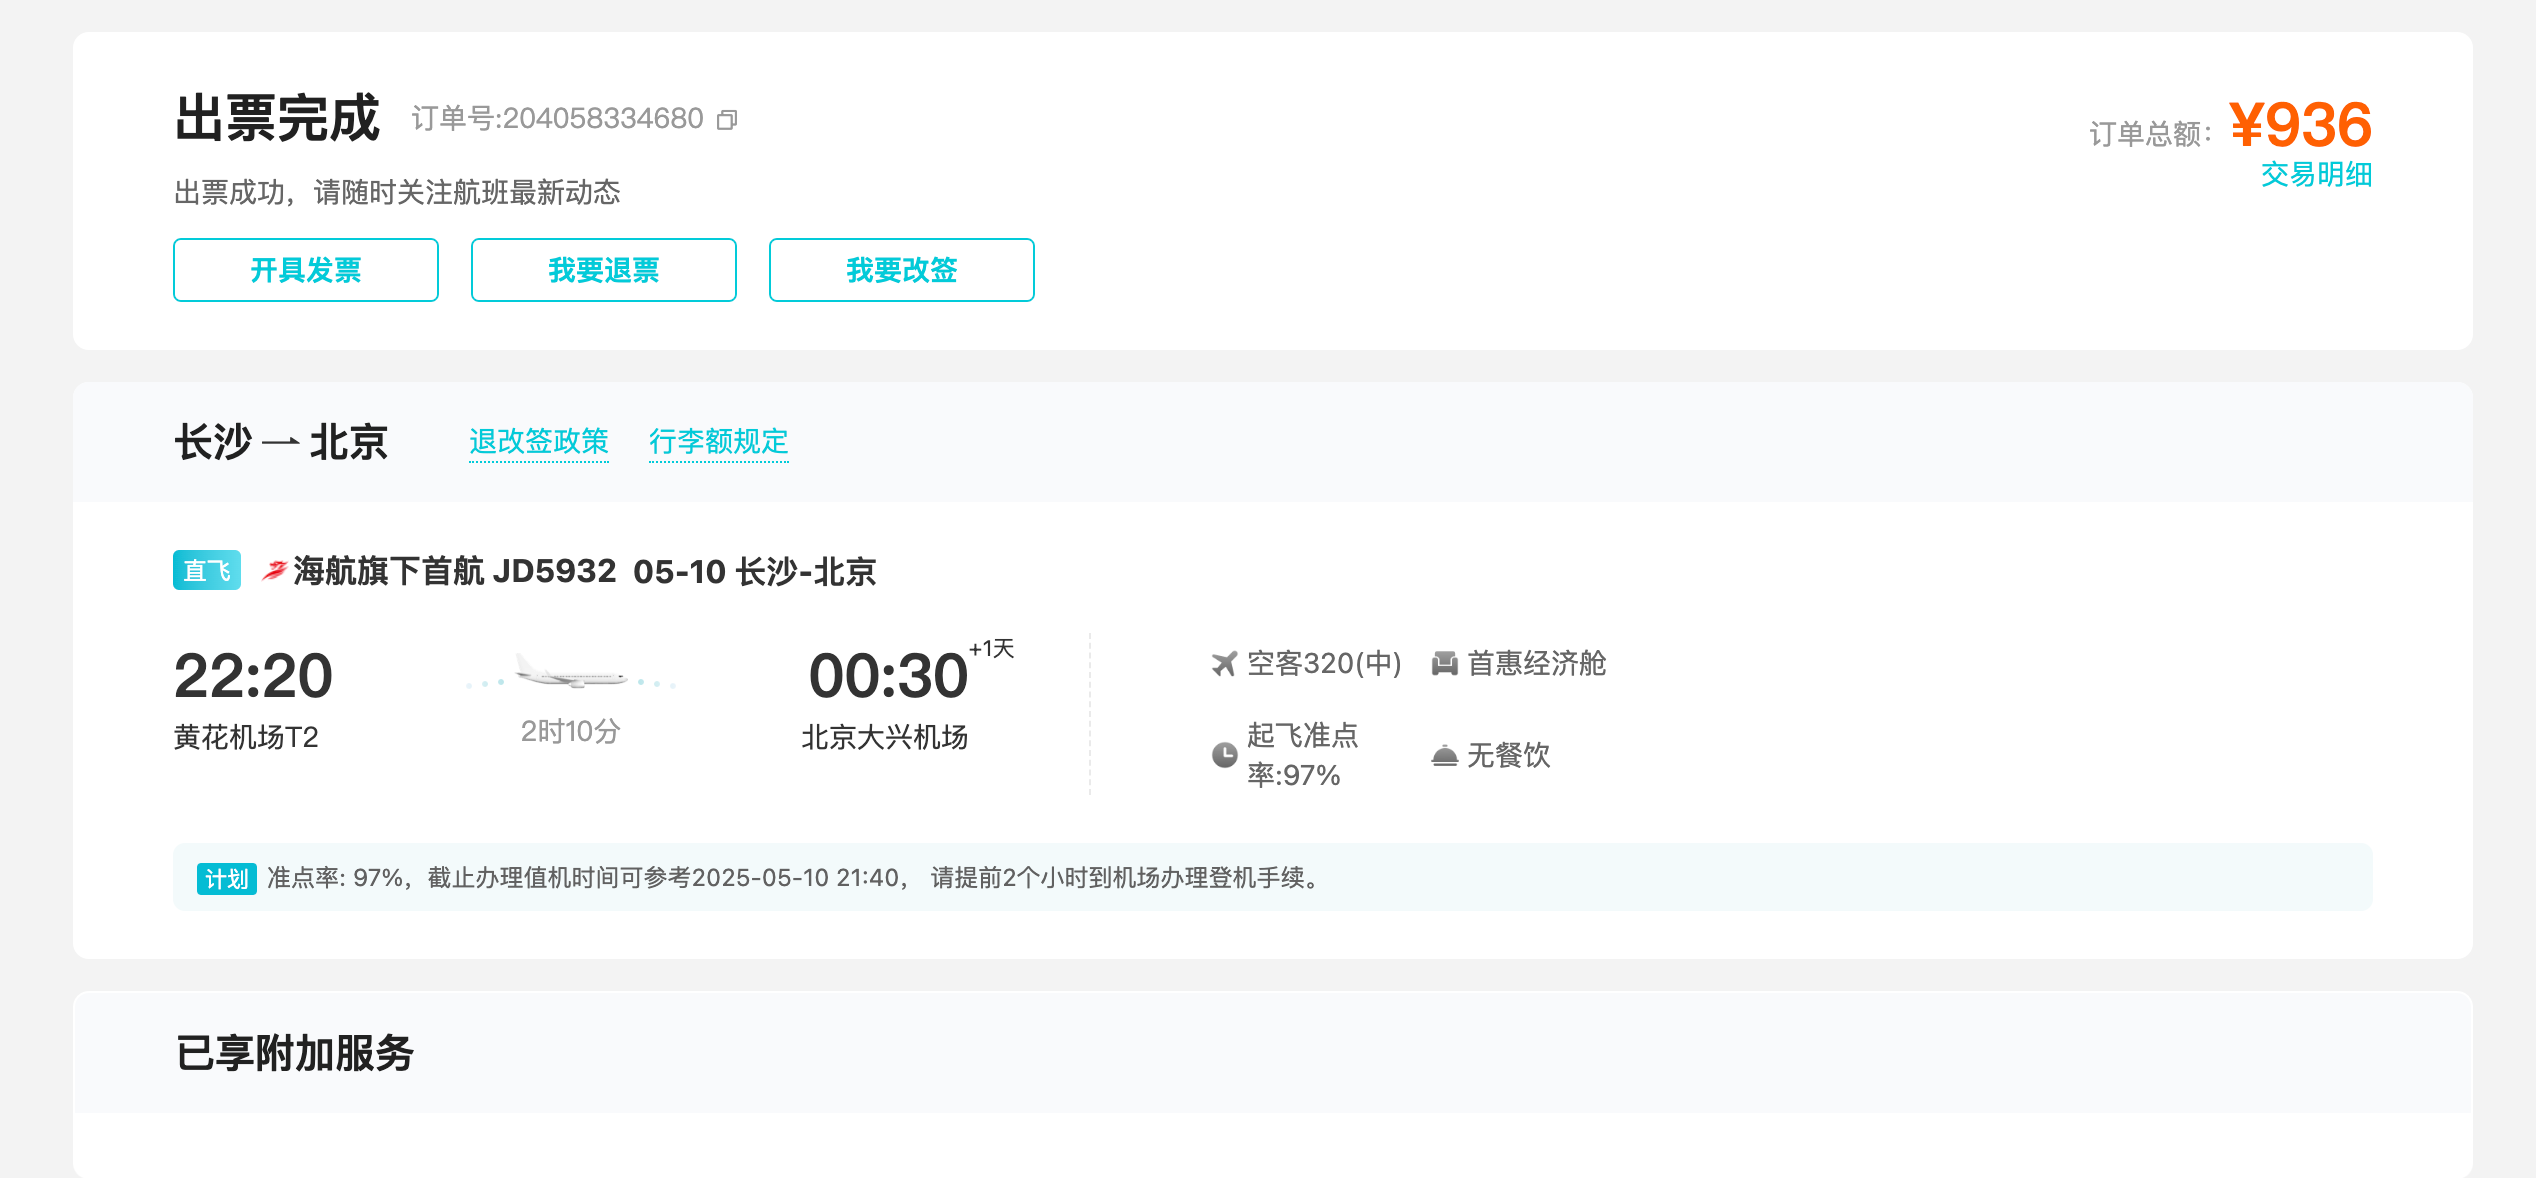 出票完成 订单号:204058334680
订单总额： ¥936
交易明细
出票成功，请随时关注航班最新动态
开具发票 我要退票 我要改签
长沙 北京 退改签政策 行李额规定
直飞 海航旗下首航 JD5932 05-10 长沙-北京
22:20 00:30 +1天
黄花机场T2 2时10分 北京大兴机场
空客320(中) 首惠经济舱
起飞准点
率:97% 无餐饮
计划 准点率: 97%，截止办理值机时间可参考2025-05-10 21:40， 请提前2个小时到机场办理登机手续。
已享附加服务